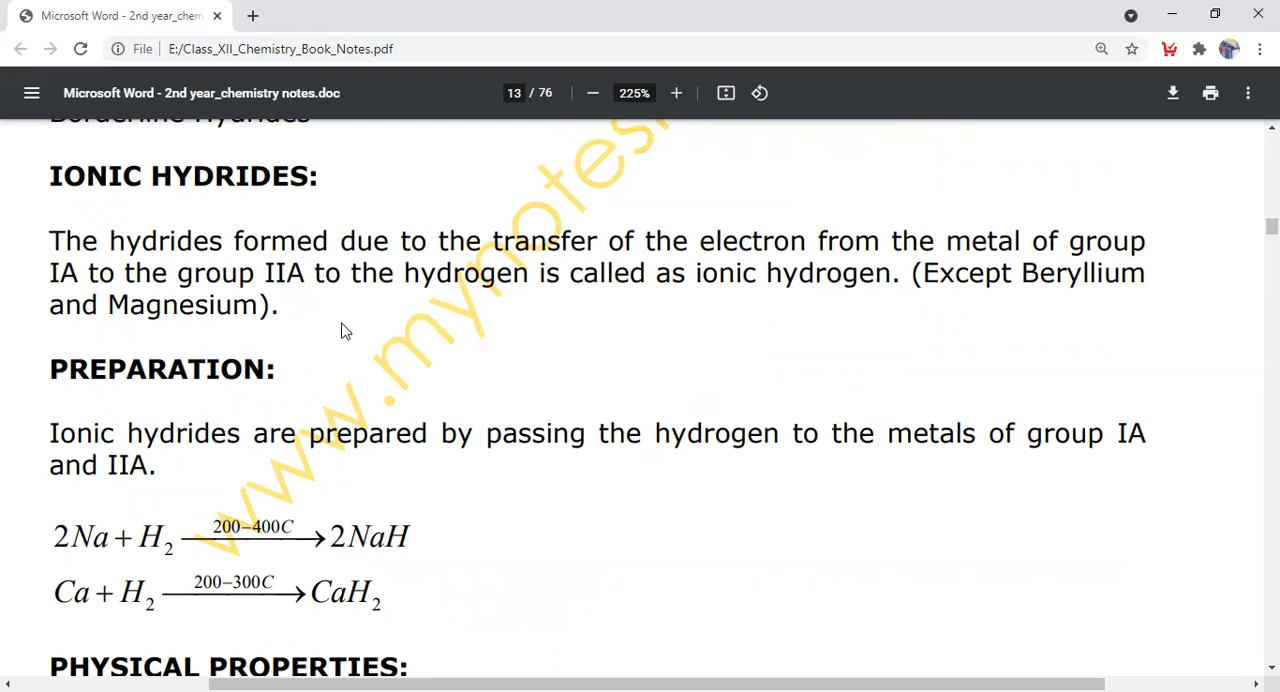 Microsoft Word - 2nd year_chem
File E:/Class_XII_Chemistry_Book_Notes.pdf
Microsoft Word - 2nd year_chemistry notes.doc 13 / 76 225%
Borderline Hydrides
IONIC HYDRIDES:
The hydrides formed due to the transfer of the electron from the metal of group
IA to the group IIA to the hydrogen is called as ionic hydrogen. (Except Beryllium
and Magnesium).
PREPARATION:
Ionic hydrides are prepared by passing the hydrogen to the metals of group IA
and IIA.
2Na + H₂ ⟶ 2NaH
200−400C
Ca + H₂ ⟶ CaH₂
200−300C
PHYSICAL PROPERTIES:
www.mynotes